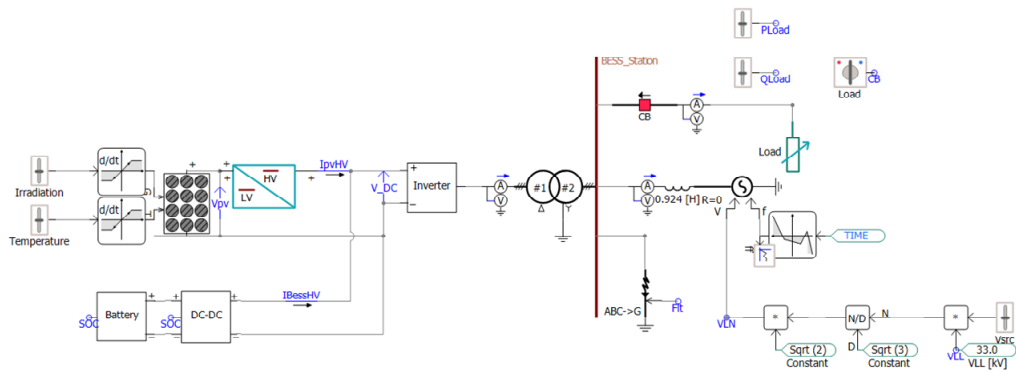 PLoad
BESS_Station
QLoad
CB
Load
A
V
CB
d/dt
Load
HV
LV
IpvHV
Irradiation
G
+
+
+
Vpv
V_DC
+
Inverter
A
V
#1
#2
A
V
0.924 [H]
R=0
V
f
d/dt
T
Temperature
TIME
IBessHV
Battery
DC-DC
SOC
SOC
+
+
+
ABC->G
Flt
VLN
*
N/D
N
*
D
Sqrt (2)
Constant
Sqrt (3)
Constant
VLL
33.0
VLL [kV]
Vsrc